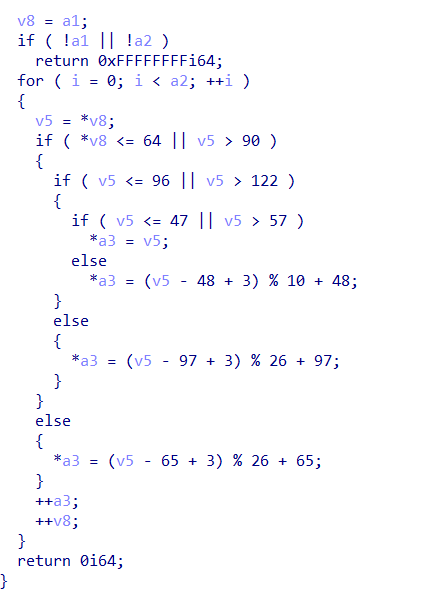 v8 = a1;
if ( !a1 || !a2 )
return 0xFFFFFFFFi64;
for ( i = 0; i < a2; ++i )
{
v5 = *v8;
if ( *v8 <= 64 || v5 > 90 )
{
if ( v5 <= 96 || v5 > 122 )
{
if ( v5 <= 47 || v5 > 57 )
*a3 = v5;
else
*a3 = (v5 - 48 + 3) % 10 + 48;
}
else
{
*a3 = (v5 - 97 + 3) % 26 + 97;
}
}
else
{
*a3 = (v5 - 65 + 3) % 26 + 65;
}
++a3;
++v8;
}
return 0i64;
}